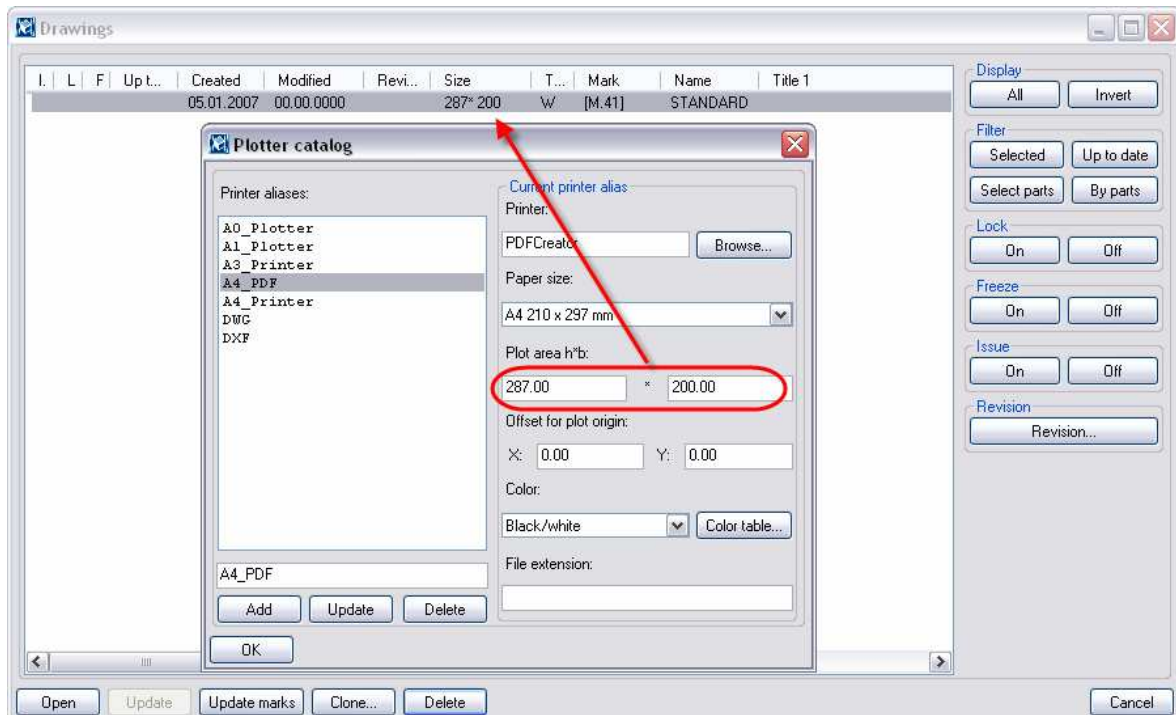 Drawings
I. L F Up t... Created Modified Revi... Size T... Mark Name Title 1
05.01.2007 00.00.0000 287* 200 W [M.41] STANDARD
Plotter catalog
Printer aliases:
A0_Plotter
A1_Plotter
A3_Printer
A4_PDF
A4_Printer
DWG
DXF
A4_PDF
Add Update Delete
OK
Current printer alias
Printer:
PDFCreator Browse...
Paper size:
A4 210 x 297 mm
Plot area h*b:
287.00 * 200.00
Offset for plot origin:
X: 0.00 Y: 0.00
Color:
Black/white Color table...
File extension:
Display
All Invert
Filter
Selected Up to date
Select parts By parts
Lock
On Off
Freeze
On Off
Issue
On Off
Revision
Revision...
Open Update Update marks Clone... Delete Cancel